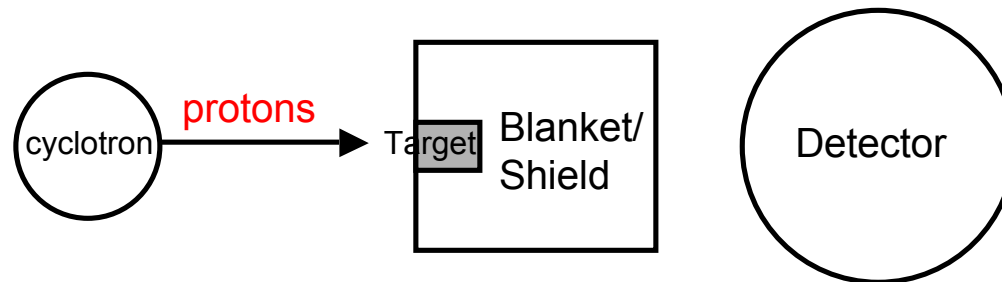 protons
cyclotron
Target
Blanket/
Shield
Detector